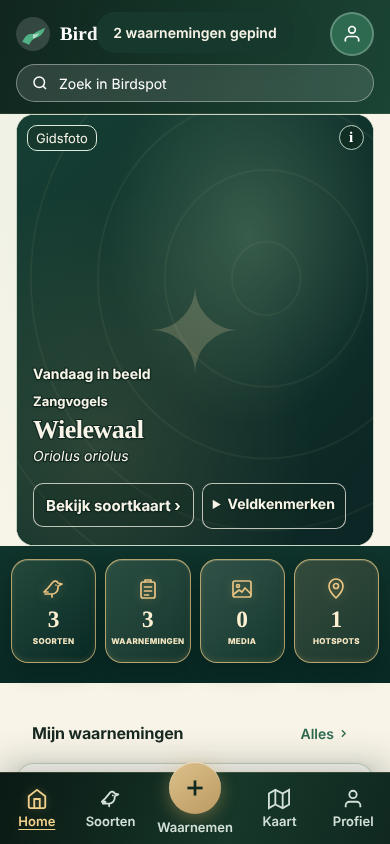 Bird
2 waarnemingen gepind
Zoek in Birdspot
Gidsfoto
i
Vandaag in beeld
Zangvogels
Wielewaal
Oriolus oriolus
Bekijk soortkaart ›
▶ Veldkenmerken
3
SOORTEN
3
WAARNEMINGEN
0
MEDIA
1
HOTSPOTS
Mijn waarnemingen
Alles ›
Home
Soorten
Waarnemen
Kaart
Profiel